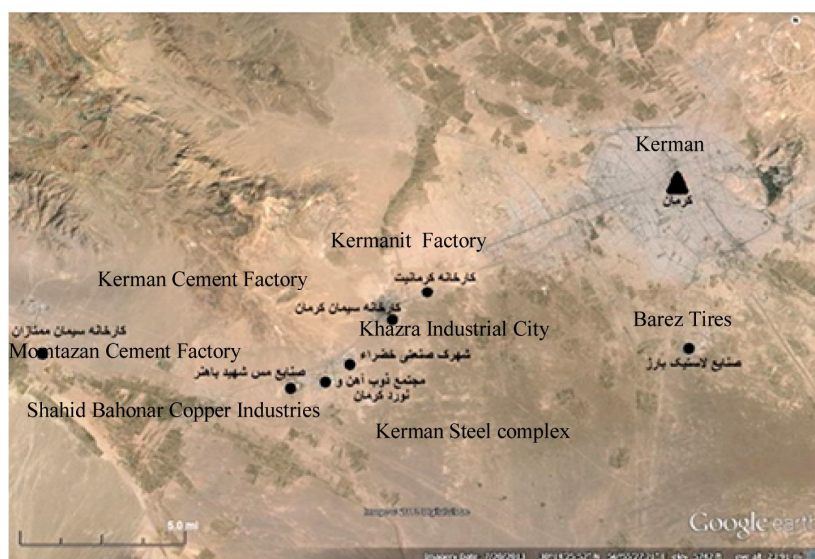 Kerman
کرمان
Kermanit Factory
کارخانه کرمانیت
Kerman Cement Factory
کارخانه سیمان کرمان
Khazra Industrial City
شهرک صنعتی خضراء
Barez Tires
صنایع لاستیک بارز
کارخانه سیمان ممتازان
Momtazan Cement Factory
صنایع مس شهید باهنر
مجتمع ذوب آهن و
نورد کرمان
Shahid Bahonar Copper Industries
Kerman Steel complex
5.0 mi
Google earth